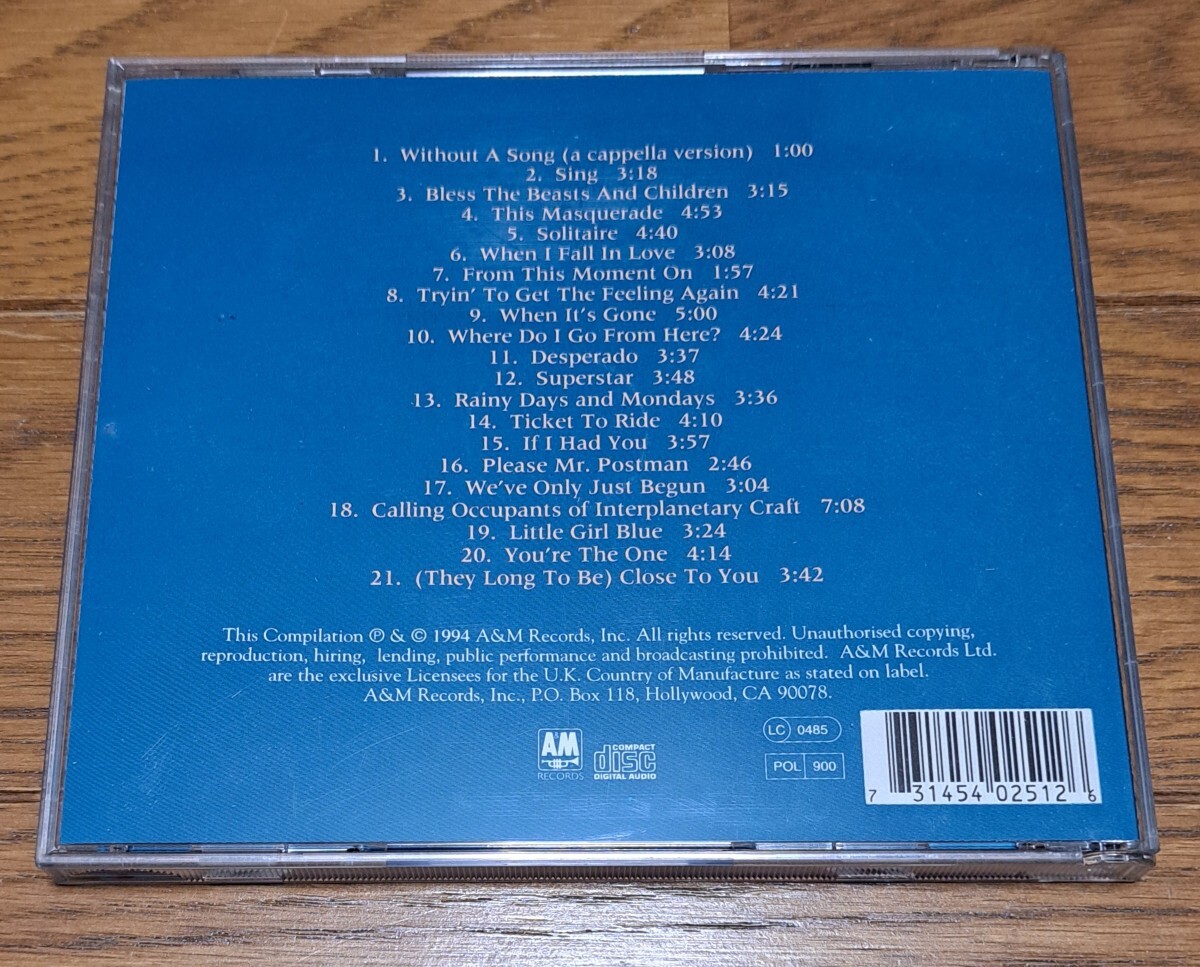 1. Without A Song (a cappella version) 1:00
2. Sing 3:18
3. Bless The Beasts And Children 3:15
4. This Masquerade 4:53
5. Solitaire 4:40
6. When I Fall In Love 3:08
7. From This Moment On 1:57
8. Tryin' To Get The Feeling Again 4:21
9. When It's Gone 5:00
10. Where Do I Go From Here? 4:24
11. Desperado 3:37
12. Superstar 3:48
13. Rainy Days and Mondays 3:36
14. Ticket To Ride 4:10
15. If I Had You 3:57
16. Please Mr. Postman 2:46
17. We've Only Just Begun 3:04
18. Calling Occupants of Interplanetary Craft 7:08
19. Little Girl Blue 3:24
20. You're The One 4:14
21. (They Long To Be) Close To You 3:42
This Compilation ℗ & © 1994 A&M Records, Inc. All rights reserved. Unauthorised copying,
reproduction, hiring, lending, public performance and broadcasting prohibited. A&M Records Ltd.
are the exclusive Licensees for the U.K. Country of Manufacture as stated on label.
A&M Records, Inc., P.O. Box 118, Hollywood, CA 90078.
A&M
RECORDS
COMPACT
disc
DIGITAL AUDIO
LC 0485
POL 900
7 31454 02512 6